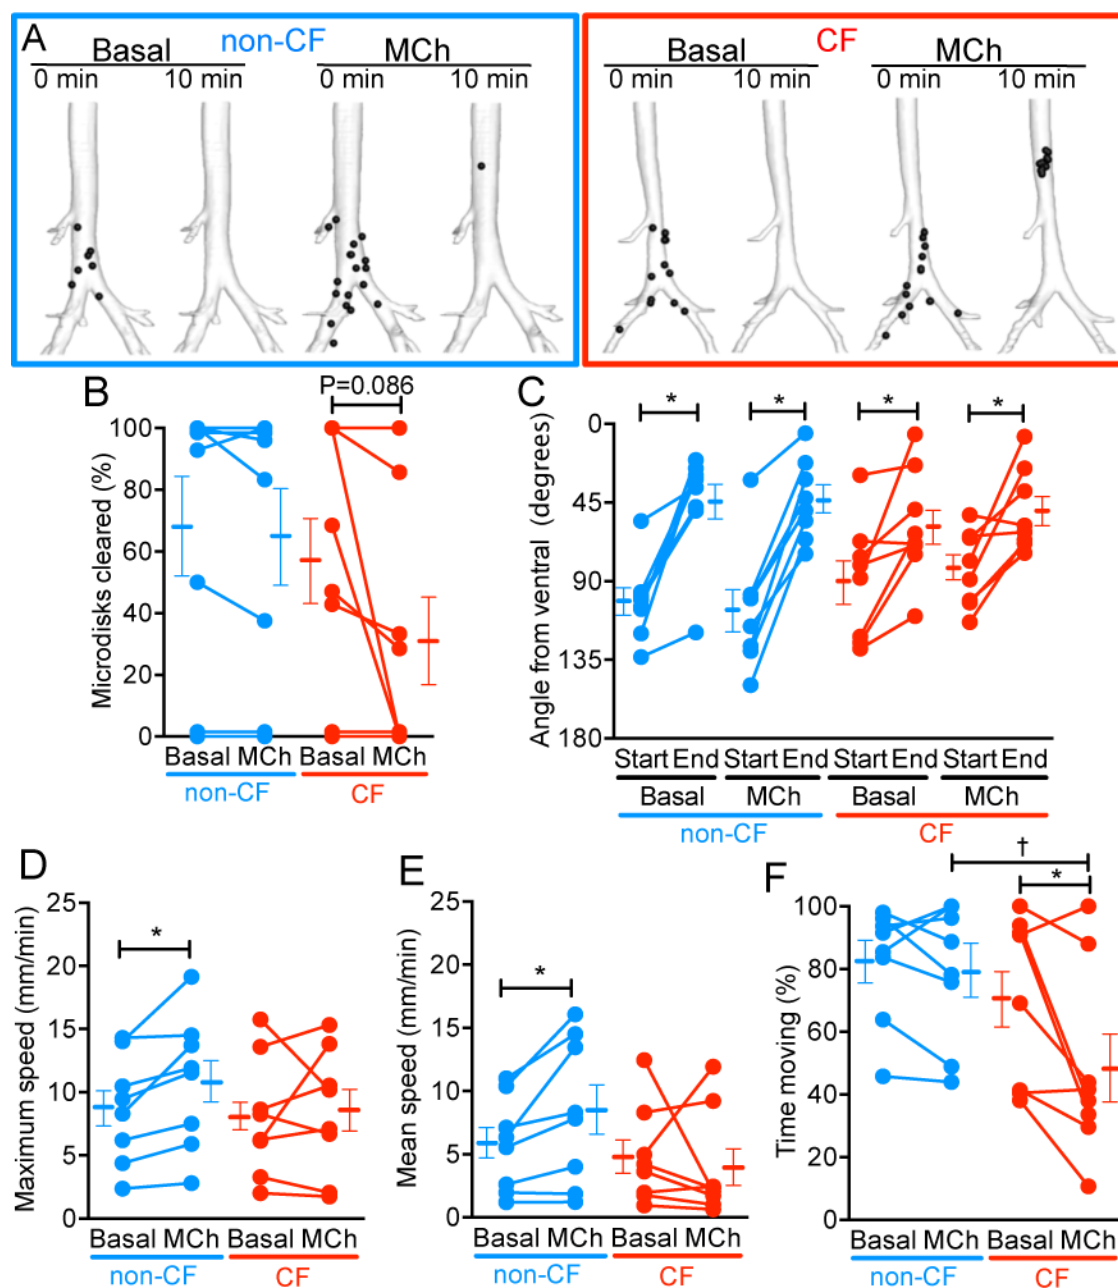 A
non-CF
Basal
MCh
0 min
10 min
0 min
10 min
CF
Basal
MCh
0 min
10 min
0 min
10 min
B
P=0.086
Microdisks cleared (%)
100
80
60
40
20
0
Basal MCh Basal MCh
non-CF
CF
C
* * * *
Angle from ventral (degrees)
0
45
90
135
180
Start End Start End Start End Start End
Basal MCh Basal MCh
non-CF
CF
D
*
Maximum speed (mm/min)
25
20
15
10
5
0
Basal MCh Basal MCh
non-CF
CF
E
*
Mean speed (mm/min)
25
20
15
10
5
0
Basal MCh Basal MCh
non-CF
CF
F
†
*
Time moving (%)
100
80
60
40
20
0
Basal MCh Basal MCh
non-CF
CF